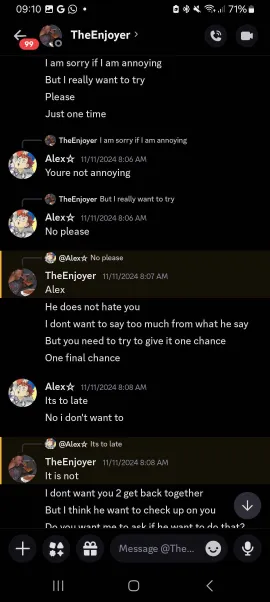 09:10
71%
99
TheEnjoyer
I am sorry if I am annoying
But I really want to try
Please
Just one time
TheEnjoyer I am sorry if I am annoying
Alex☆ 11/11/2024 8:06 AM
Youre not annoying
TheEnjoyer But I really want to try
Alex☆ 11/11/2024 8:06 AM
No please
@Alex☆ No please
TheEnjoyer 11/11/2024 8:07 AM
Alex
He does not hate you
I dont want to say too much from what he say
But you need to try to give it one chance
One final chance
Alex☆ 11/11/2024 8:08 AM
Its to late
No i don't want to
@Alex☆ Its to late
TheEnjoyer 11/11/2024 8:08 AM
It is not
I dont want you 2 get back together
But I think he want to check up on you
Do you want me to ask if he want to do that?
Message @The...